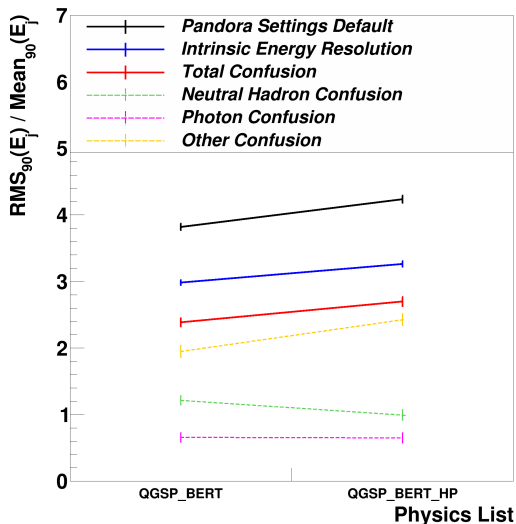 RMS90(Ej) / Mean90(Ej)
7
6
5
4
3
2
1
0
Pandora Settings Default
Intrinsic Energy Resolution
Total Confusion
Neutral Hadron Confusion
Photon Confusion
Other Confusion
QGSP_BERT
QGSP_BERT_HP
Physics List